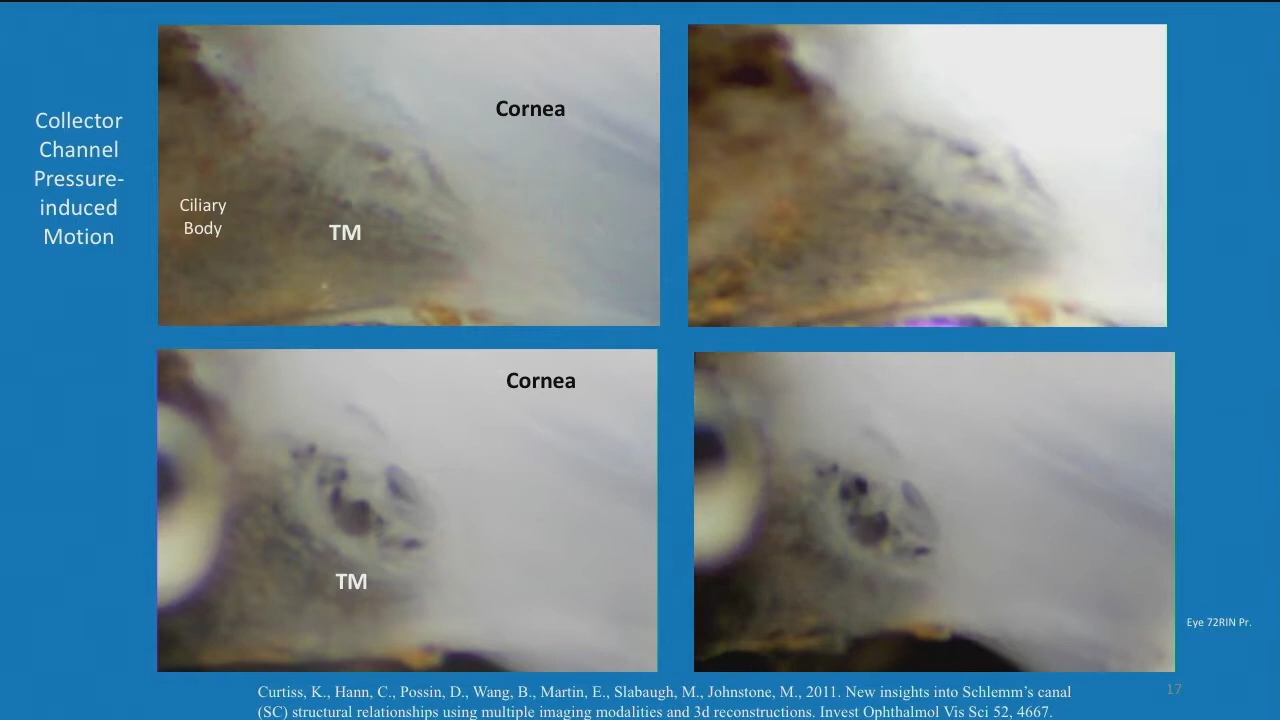 Collector
Channel
Pressure-
induced
Motion
Cornea
Ciliary
Body
TM
Cornea
TM
Eye 72RIN Pr.
Curtiss, K., Hann, C., Possin, D., Wang, B., Martin, E., Slabaugh, M., Johnstone, M., 2011. New insights into Schlemm’s canal
(SC) structural relationships using multiple imaging modalities and 3d reconstructions. Invest Ophthalmol Vis Sci 52, 4667.
17